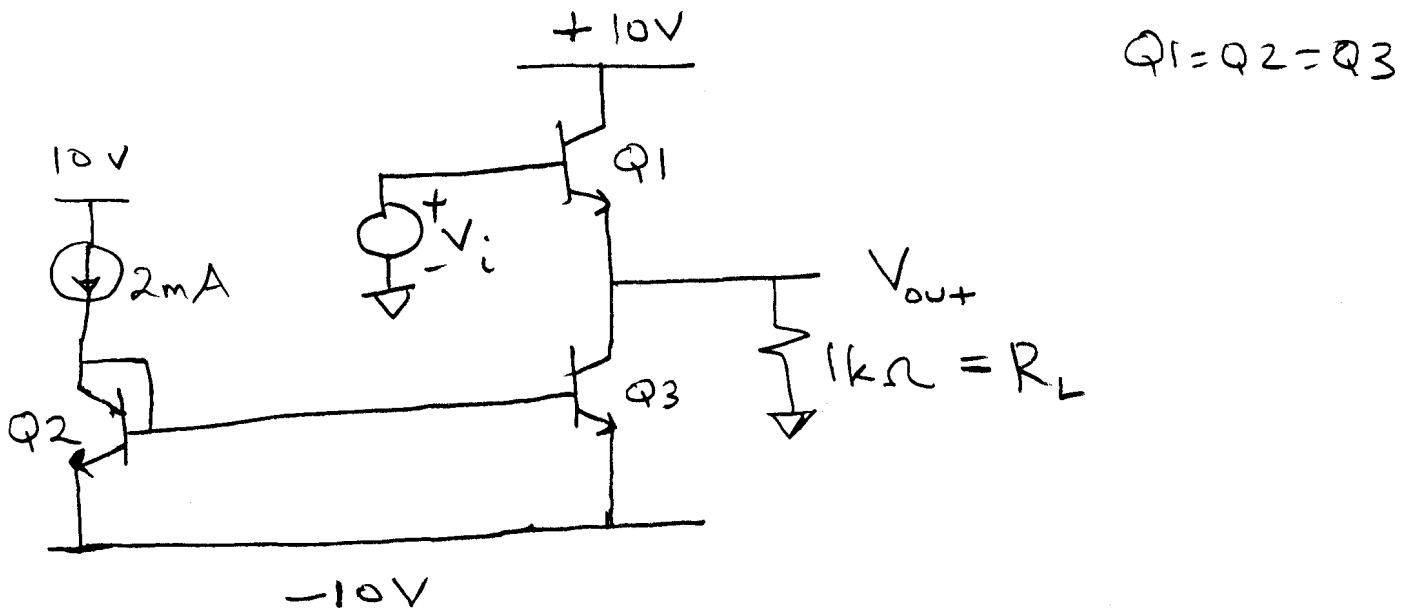 +10V
Q1=Q2=Q3
10V
Q1
+
Vi
-
2mA
Vout
1kΩ = RL
Q3
Q2
-10V